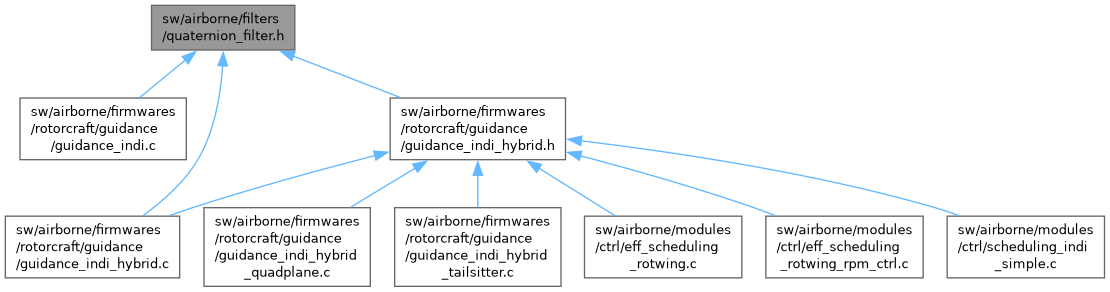 sw/airborne/filters
/quaternion_filter.h
sw/airborne/firmwares
/rotorcraft/guidance
/guidance_indi.c
sw/airborne/firmwares
/rotorcraft/guidance
/guidance_indi_hybrid.h
sw/airborne/firmwares
/rotorcraft/guidance
/guidance_indi_hybrid.c
sw/airborne/firmwares
/rotorcraft/guidance
/guidance_indi_hybrid
_quadplane.c
sw/airborne/firmwares
/rotorcraft/guidance
/guidance_indi_hybrid
_tailsitter.c
sw/airborne/modules
/ctrl/eff_scheduling
_rotwing.c
sw/airborne/modules
/ctrl/eff_scheduling
_rotwing_rpm_ctrl.c
sw/airborne/modules
/ctrl/scheduling_indi
_simple.c